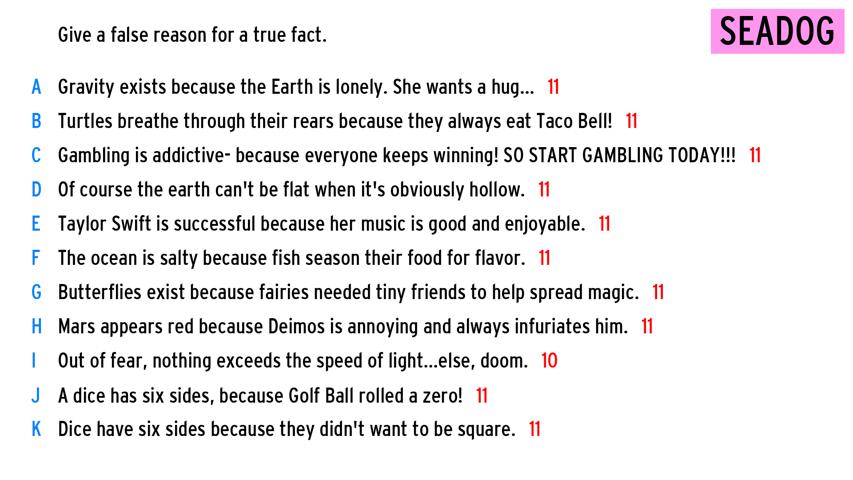 Give a false reason for a true fact.
SEADOG
A Gravity exists because the Earth is lonely. She wants a hug... 11
B Turtles breathe through their rears because they always eat Taco Bell! 11
C Gambling is addictive- because everyone keeps winning! SO START GAMBLING TODAY!!! 11
D Of course the earth can't be flat when it's obviously hollow. 11
E Taylor Swift is successful because her music is good and enjoyable. 11
F The ocean is salty because fish season their food for flavor. 11
G Butterflies exist because fairies needed tiny friends to help spread magic. 11
H Mars appears red because Deimos is annoying and always infuriates him. 11
I Out of fear, nothing exceeds the speed of light...else, doom. 10
J A dice has six sides, because Golf Ball rolled a zero! 11
K Dice have six sides because they didn't want to be square. 11